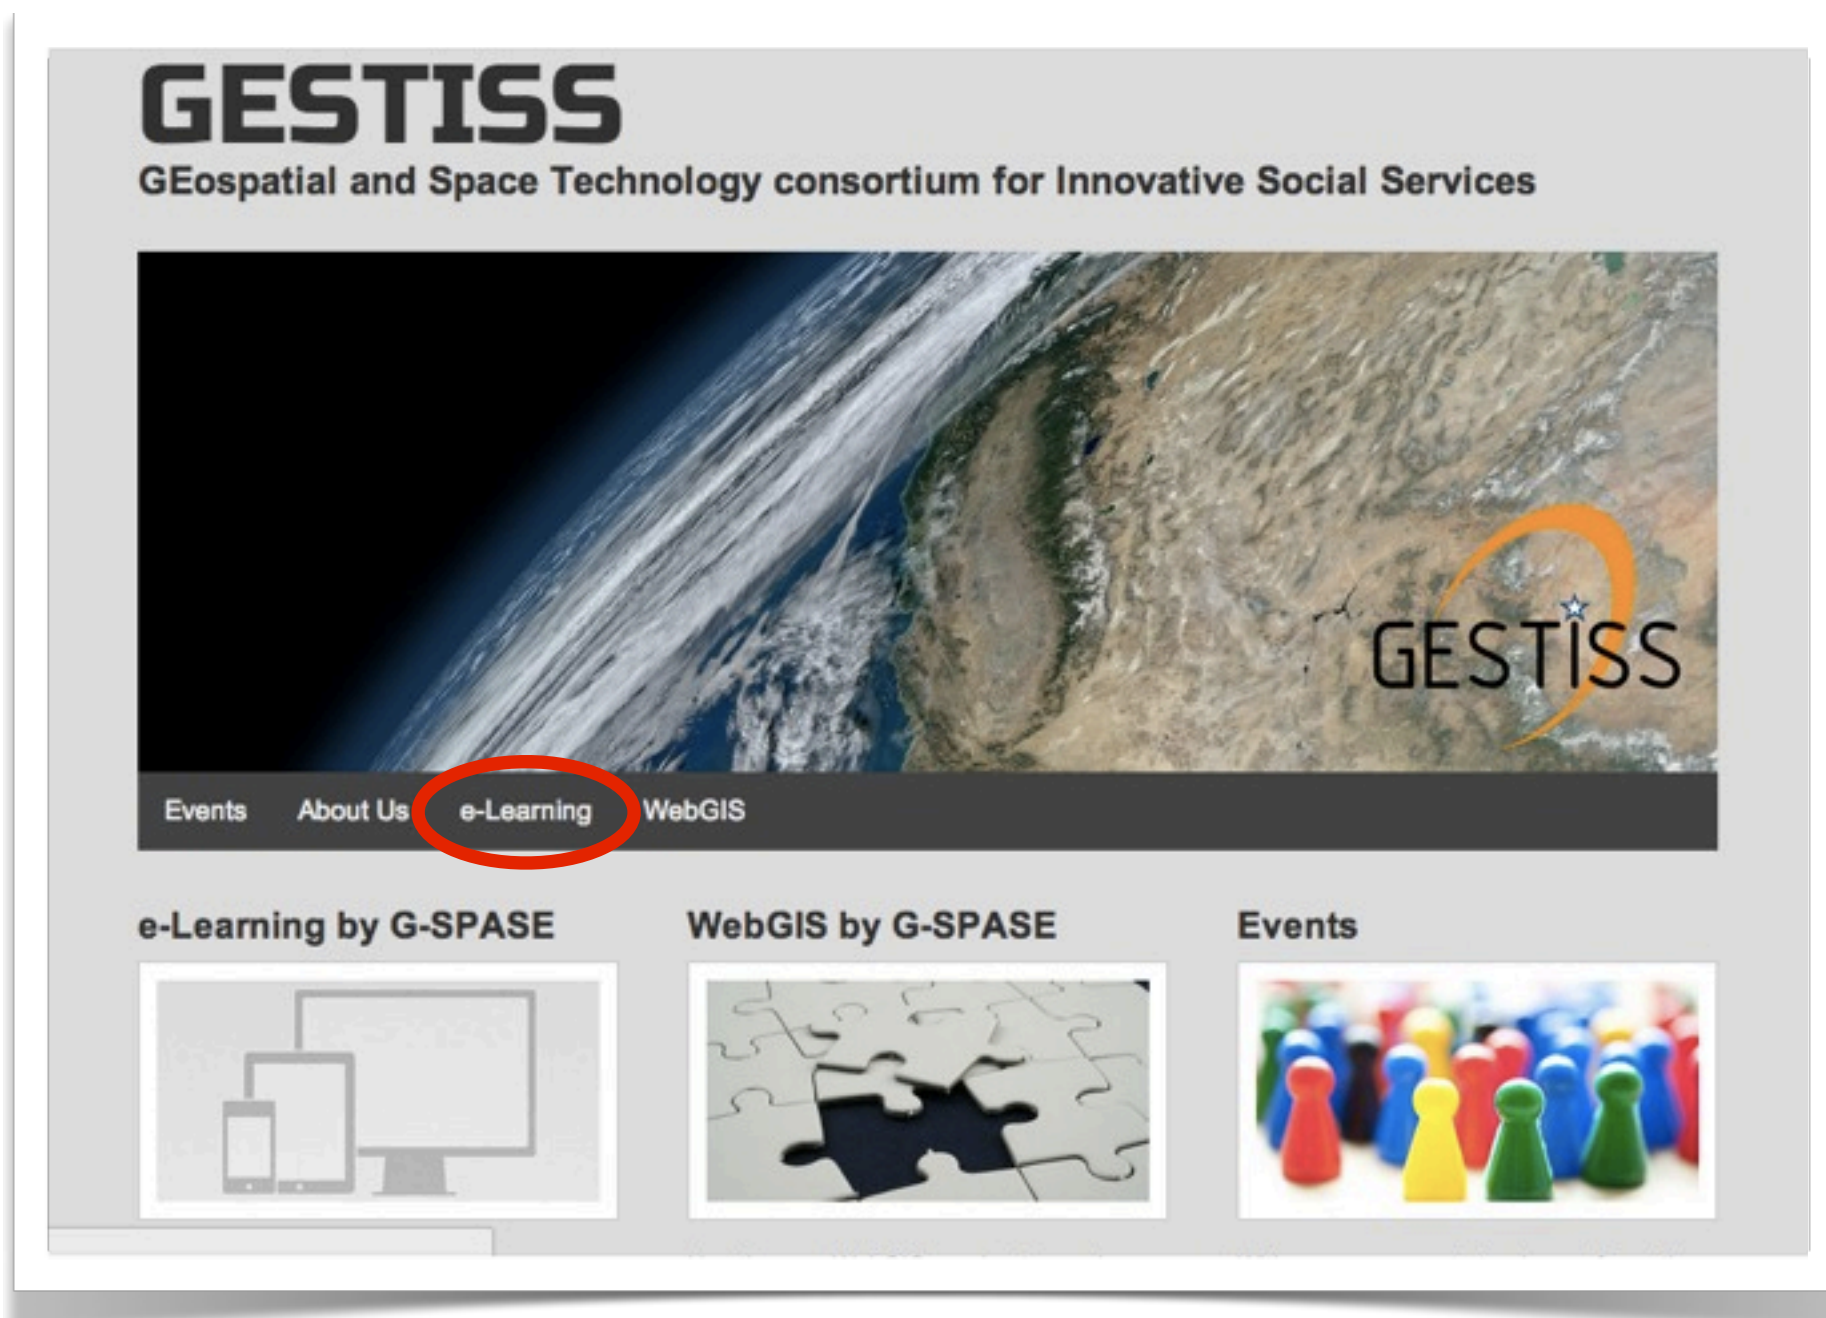 GESTISS
GEospatial and Space Technology consortium for Innovative Social Services
GESTISS
Events About Us e-Learning WebGIS
e-Learning by G-SPASE
WebGIS by G-SPASE
Events